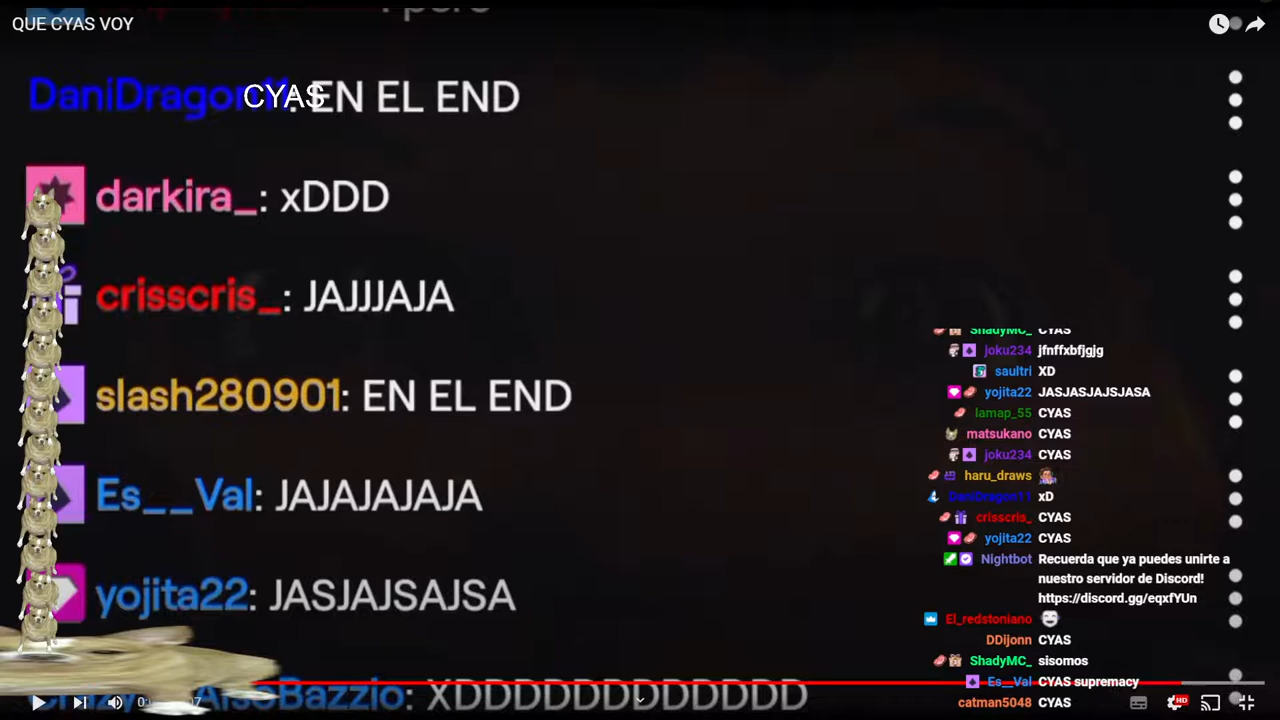 QUE CYAS VOY
DaniDragon11: EN EL END
CYAS
darkira_: xDDD
crisscris_: JAJJJAJA
slash280901: EN EL END
Es__Val: JAJAJAJAJA
yojita22: JASJAJSAJSA
Bazzio: XDDDDDDDDDDDDD
ShadyMC_ CYAS
joku234 jfnffxbfjgjg
saultri XD
yojita22 JASJASJAJSJASA
lamap_55 CYAS
matsukano CYAS
joku234 CYAS
haru_draws
DaniDragon11 xD
crisscris_ CYAS
yojita22 CYAS
Nightbot Recuerda que ya puedes unirte a
nuestro servidor de Discord!
https://discord.gg/eqxfYUn
El_redstoniano
DDijonn CYAS
ShadyMC_ sisomos
Es__Val CYAS supremacy
catman5048 CYAS
HD